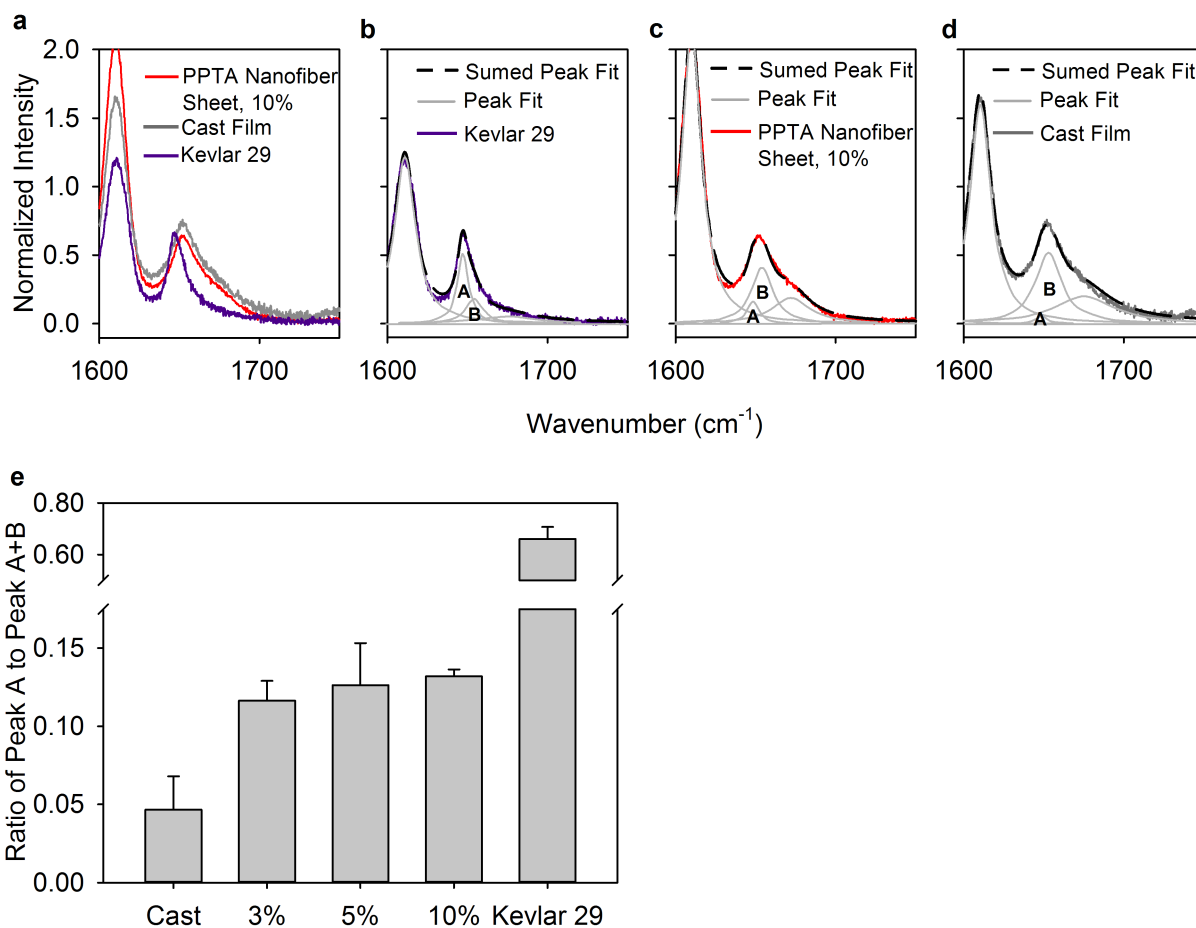 a
2.0
1.5
1.0
0.5
0.0
Normalized Intensity
PPTA Nanofiber
Sheet, 10%
Cast Film
Kevlar 29
1600
1700
b
Sumed Peak Fit
Peak Fit
Kevlar 29
A
B
1600
1700
c
Sumed Peak Fit
Peak Fit
PPTA Nanofiber
Sheet, 10%
B
A
1600
1700
d
Sumed Peak Fit
Peak Fit
Cast Film
B
A
1600
1700
Wavenumber (cm⁻¹)
e
Ratio of Peak A to Peak A+B
0.80
0.60
0.15
0.10
0.05
0.00
Cast
3%
5%
10%
Kevlar 29